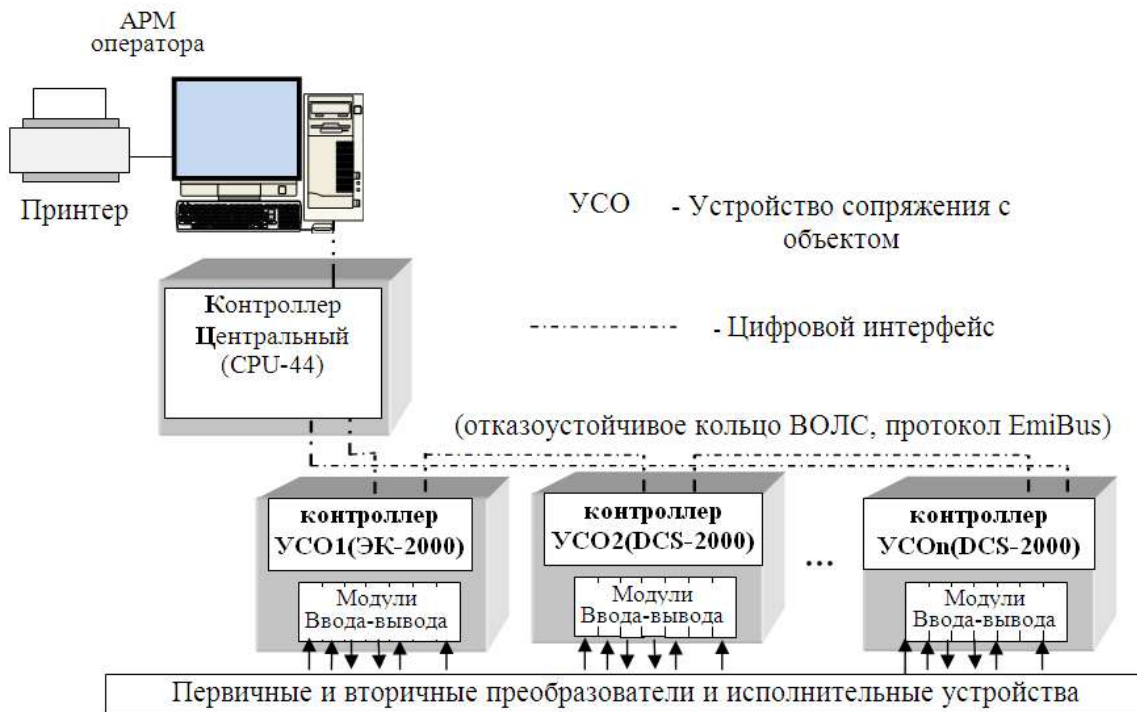 АРМ
оператора
Принтер
УСО - Устройство сопряжения с
объектом
Контроллер
Центральный
(CPU-44)
- Цифровой интерфейс
(отказоустойчивое кольцо ВОЛС, протокол EmiBus)
контроллер
УСО1(ЭК-2000)
Модули
Ввода-вывода
контроллер
УСО2(DCS-2000)
Модули
Ввода-вывода
...
контроллер
УСОn(DCS-2000)
Модули
Ввода-вывода
Первичные и вторичные преобразователи и исполнительные устройства